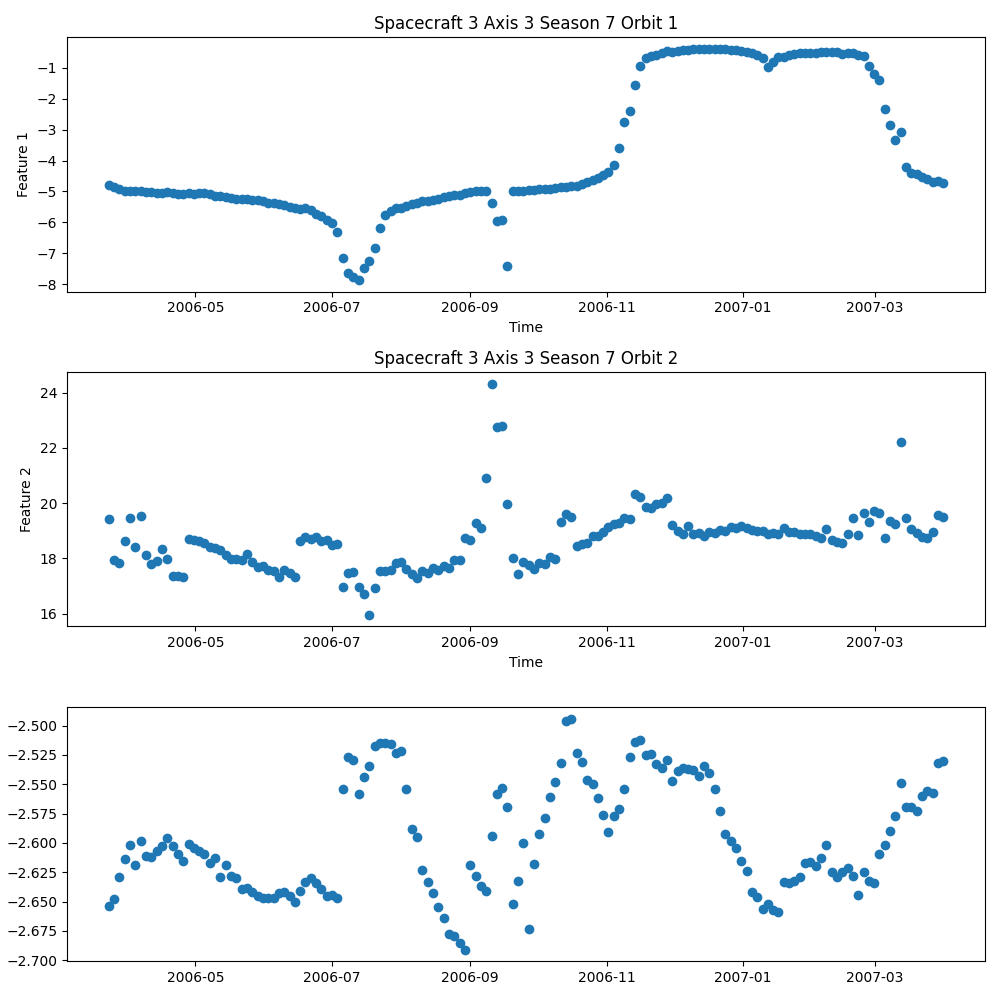 Spacecraft 3 Axis 3 Season 7 Orbit 1
−1
−2
−3
−4
−5
−6
−7
−8
Feature 1
2006-05 2006-07 2006-09 2006-11 2007-01 2007-03
Time
Spacecraft 3 Axis 3 Season 7 Orbit 2
24
22
20
18
16
Feature 2
2006-05 2006-07 2006-09 2006-11 2007-01 2007-03
Time
−2.500
−2.525
−2.550
−2.575
−2.600
−2.625
−2.650
−2.675
−2.700
2006-05 2006-07 2006-09 2006-11 2007-01 2007-03